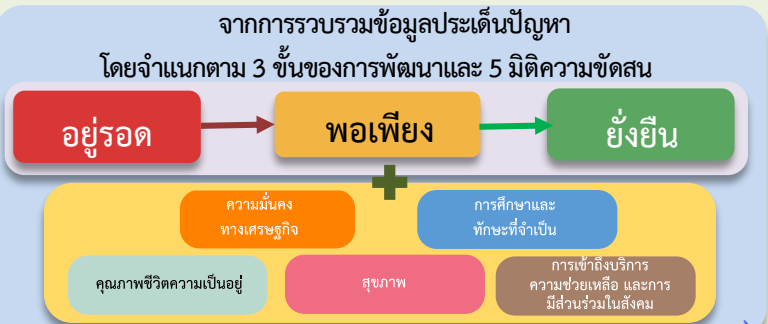 จากการรวบรวมข้อมูลประเด็นปัญหา
โดยจำแนกตาม 3 ขั้นของการพัฒนาและ 5 มิติความขัดสน
อยู่รอด
พอเพียง
ยั่งยืน
ความมั่นคง
ทางเศรษฐกิจ
การศึกษาและ
ทักษะที่จำเป็น
คุณภาพชีวิตความเป็นอยู่
สุขภาพ
การเข้าถึงบริการ
ความช่วยเหลือ และการ
มีส่วนร่วมในสังคม